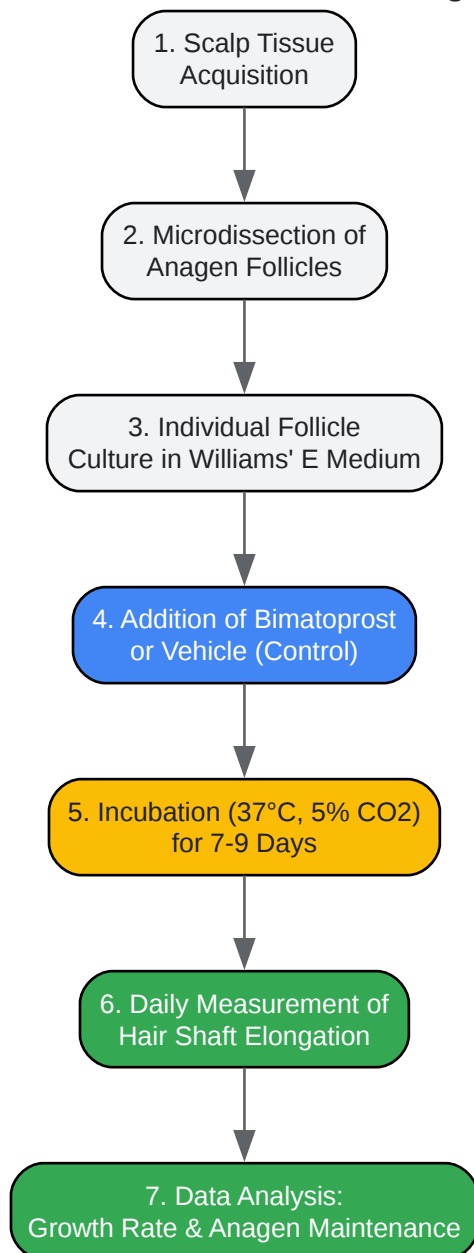 1. Scalp Tissue
Acquisition
2. Microdissection of
Anagen Follicles
3. Individual Follicle
Culture in Williams' E Medium
4. Addition of Bimatoprost
or Vehicle (Control)
5. Incubation (37°C, 5% CO2)
for 7-9 Days
6. Daily Measurement of
Hair Shaft Elongation
7. Data Analysis:
Growth Rate & Anagen Maintenance